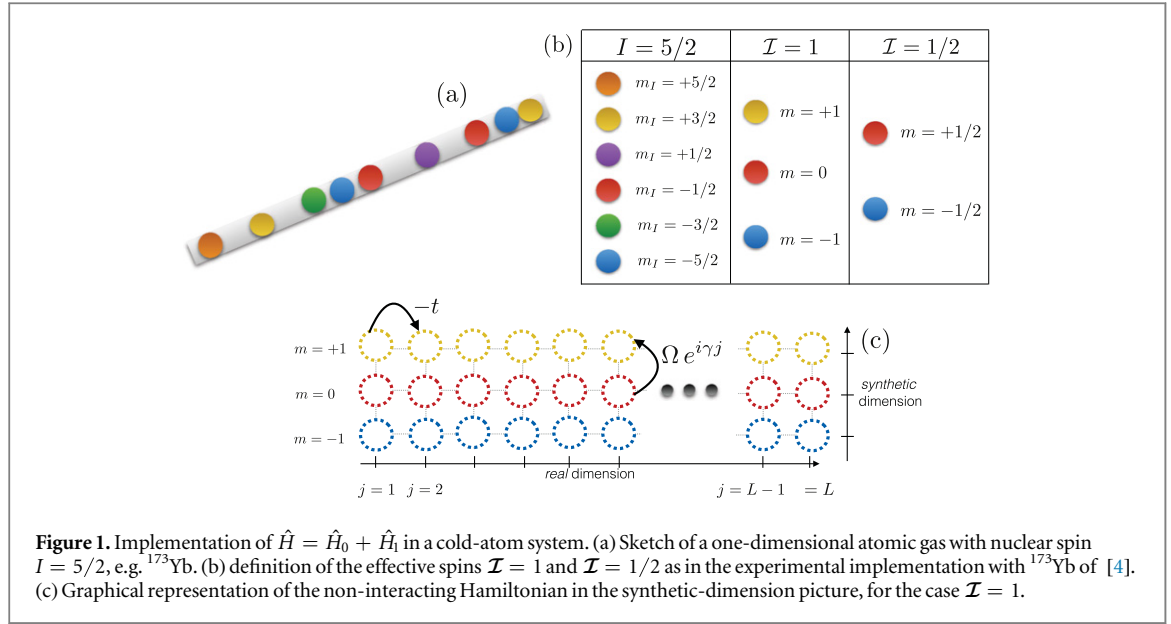 (a)
(b)
I = 5/2
𝓘 = 1
𝓘 = 1/2
m_I = +5/2
m_I = +3/2
m_I = +1/2
m_I = −1/2
m_I = −3/2
m_I = −5/2
m = +1
m = 0
m = −1
m = +1/2
m = −1/2
−t
Ω e^{iγj}
(c)
m = +1
m = 0
m = −1
synthetic
dimension
real dimension
j = 1
j = 2
j = L − 1
= L
Figure 1. Implementation of Ĥ = Ĥ₀ + Ĥ₁ in a cold-atom system. (a) Sketch of a one-dimensional atomic gas with nuclear spin
I = 5/2, e.g. ¹⁷³Yb. (b) definition of the effective spins 𝓘 = 1 and 𝓘 = 1/2 as in the experimental implementation with ¹⁷³Yb of [4].
(c) Graphical representation of the non-interacting Hamiltonian in the synthetic-dimension picture, for the case 𝓘 = 1.